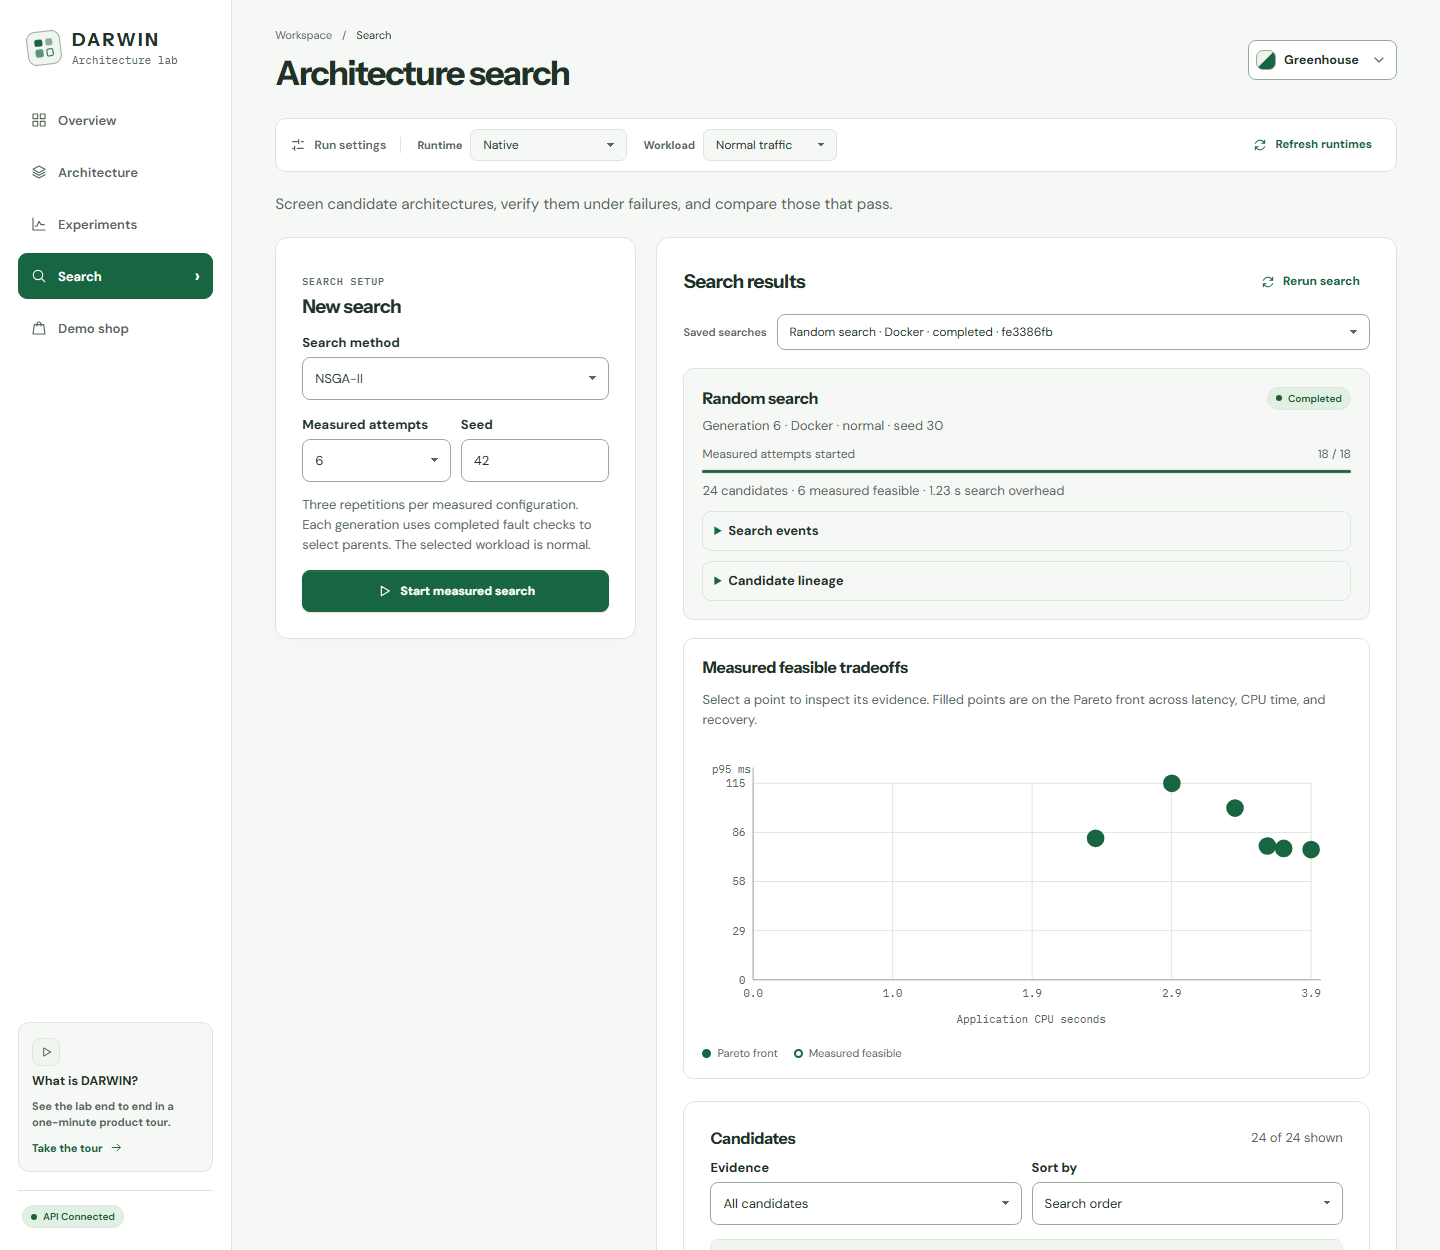 DARWIN
Architecture lab
Overview
Architecture
Experiments
Search
Demo shop
What is DARWIN?
See the lab end to end in a
one-minute product tour.
Take the tour
API Connected
Workspace / Search
Architecture search
Greenhouse
Run settings
Runtime
Native
Workload
Normal traffic
Refresh runtimes
Screen candidate architectures, verify them under failures, and compare those that pass.
SEARCH SETUP
New search
Search method
NSGA-II
Measured attempts
Seed
6
42
Three repetitions per measured configuration.
Each generation uses completed fault checks to
select parents. The selected workload is normal.
Start measured search
Search results
Rerun search
Saved searches
Random search · Docker · completed · fe3386fb
Random search
Completed
Generation 6 · Docker · normal · seed 30
Measured attempts started
18 / 18
24 candidates · 6 measured feasible · 1.23 s search overhead
Search events
Candidate lineage
Measured feasible tradeoffs
Select a point to inspect its evidence. Filled points are on the Pareto front across latency, CPU time, and
recovery.
p95 ms
115
86
58
29
0
0.0
1.0
1.9
2.9
3.9
Application CPU seconds
Pareto front
Measured feasible
Candidates
24 of 24 shown
Evidence
Sort by
All candidates
Search order